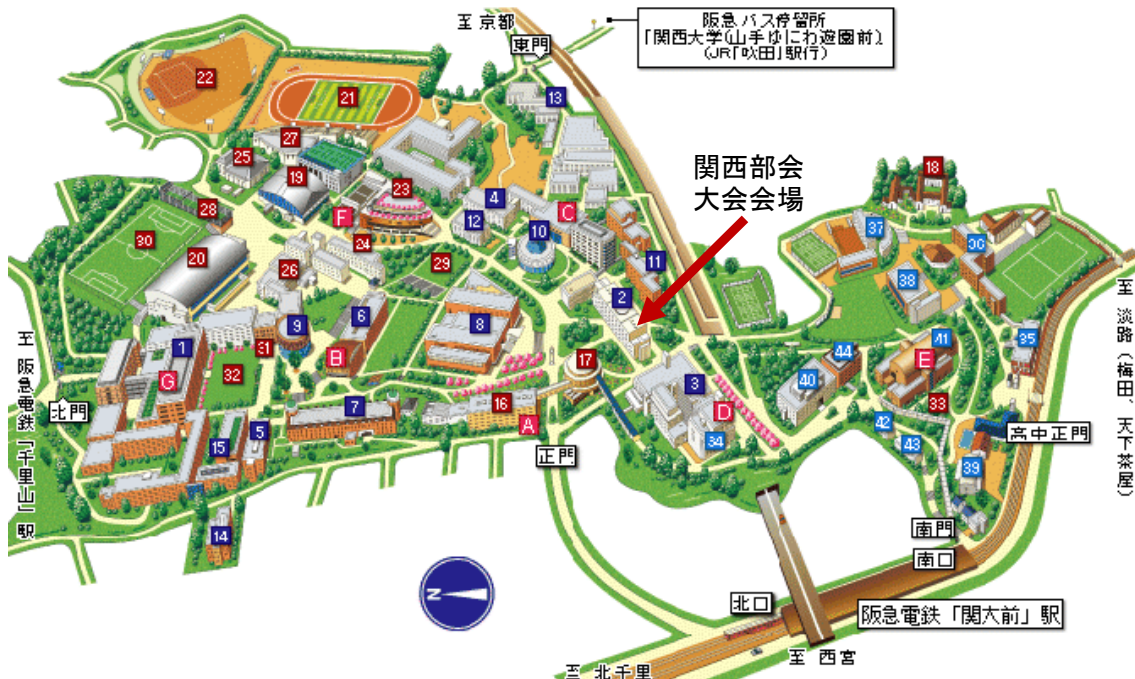 至 京都
阪急バス停留所
「関西大学(山手ゆにわ遊園前)」
(JR「吹田」駅行)
東門
22
21
13
27
25
19
23
4
関西部会
大会会場
18
28
F
12
10
C
37
36
30
24
11
20
26
29
2
38
9
6
8
1
31
B
17
44
41
35
G
32
3
40
E
至 淡路(梅田、天下茶屋)
至 阪急電鉄「千里山」駅
北門
7
16
A
D
33
15
5
正門
34
42
43
高中正門
39
14
N
南門
南口
北口
阪急電鉄「関大前」駅
至 西宮
至 北千里